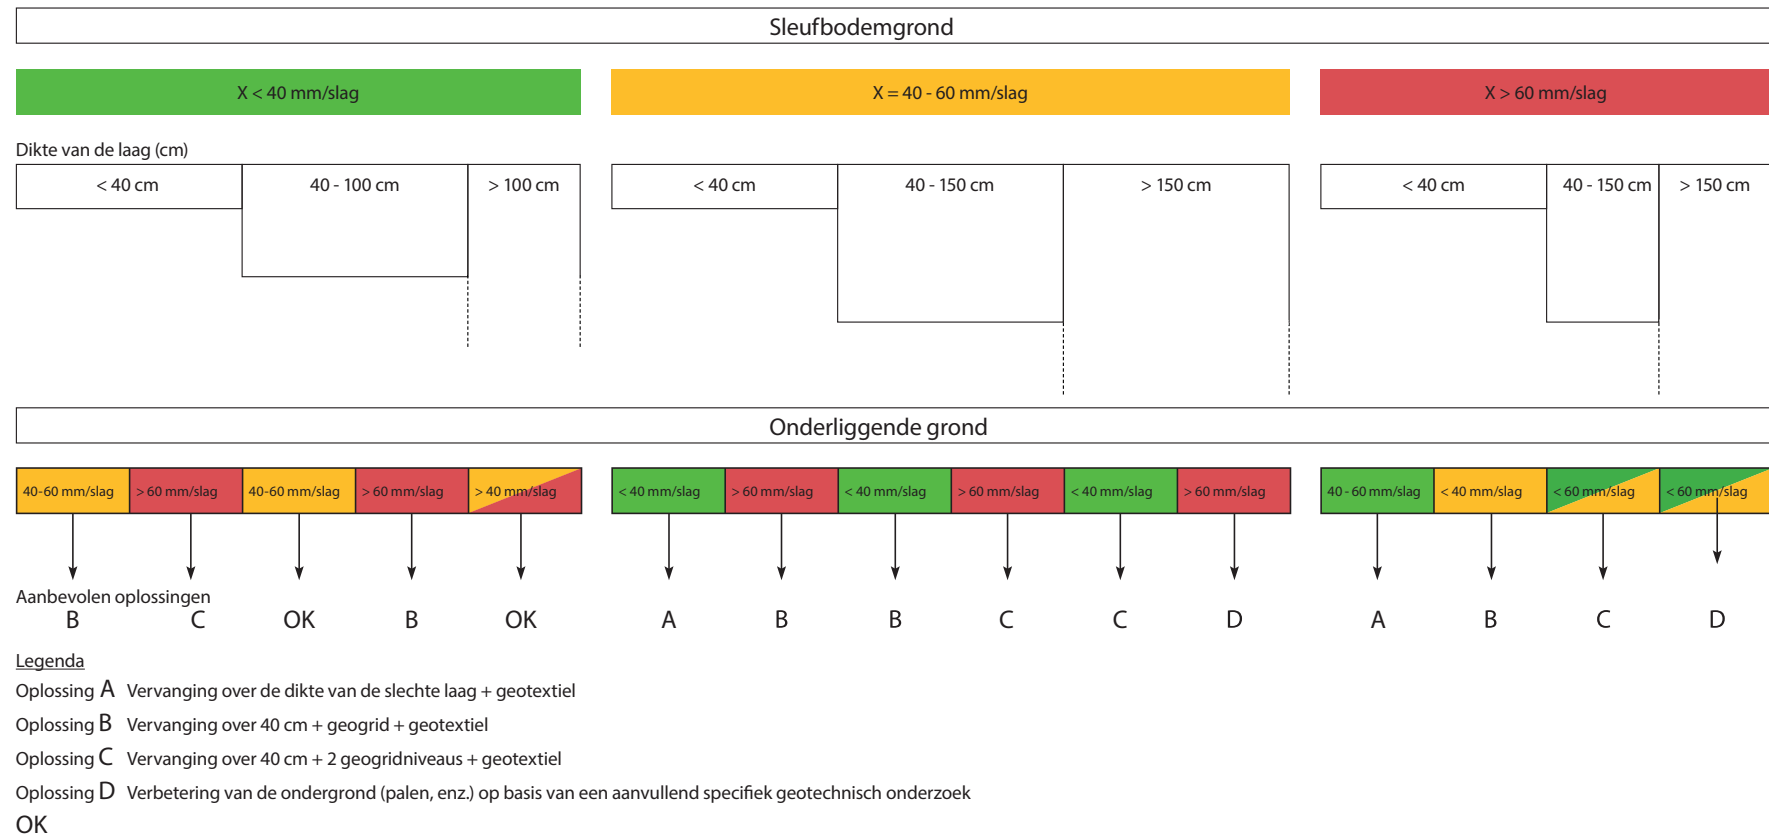 Sleufbodemgrond
X < 40 mm/slag
X = 40 - 60 mm/slag
X > 60 mm/slag
Dikte van de laag (cm)
< 40 cm
40 - 100 cm
> 100 cm
< 40 cm
40 - 150 cm
> 150 cm
< 40 cm
40 - 150 cm
> 150 cm
Onderliggende grond
40-60 mm/slag
> 60 mm/slag
40-60 mm/slag
> 60 mm/slag
> 40 mm/slag
< 40 mm/slag
> 60 mm/slag
< 40 mm/slag
> 60 mm/slag
< 40 mm/slag
> 60 mm/slag
40 - 60 mm/slag
< 40 mm/slag
< 60 mm/slag
< 60 mm/slag
Aanbevolen oplossingen
B
C
OK
B
OK
A
B
B
C
C
D
A
B
C
D
Legenda
Oplossing A Vervanging over de dikte van de slechte laag + geotextiel
Oplossing B Vervanging over 40 cm + geogrid + geotextiel
Oplossing C Vervanging over 40 cm + 2 geogridniveaus + geotextiel
Oplossing D Verbetering van de ondergrond (palen, enz.) op basis van een aanvullend specifiek geotechnisch onderzoek
OK